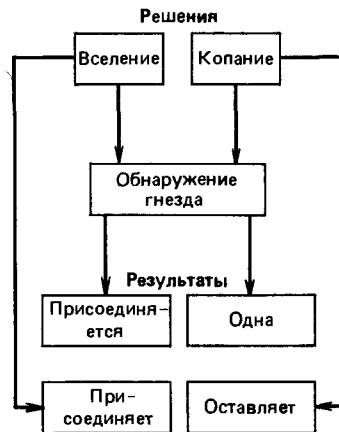 Решения
Вселение
Копание
Обнаружение
гнезда
Результаты
Присоединя-
ется
Одна
При-
соединяет
Оставляет